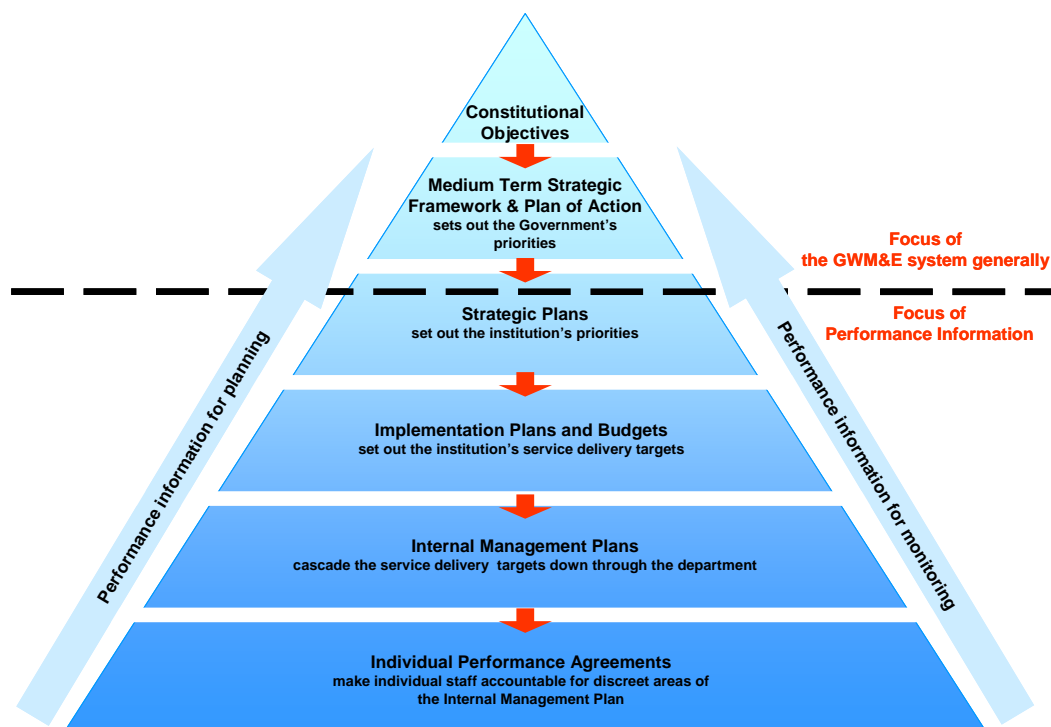 Constitutional
Objectives
Medium Term Strategic
Framework & Plan of Action
sets out the Government's
priorities
Focus of
the GWM&E system generally
Focus of
Performance Information
Strategic Plans
set out the institution's priorities
Implementation Plans and Budgets
set out the institution's service delivery targets
Internal Management Plans
cascade the service delivery targets down through the department
Individual Performance Agreements
make individual staff accountable for discreet areas of
the Internal Management Plan
Performance information for planning
Performance information for monitoring